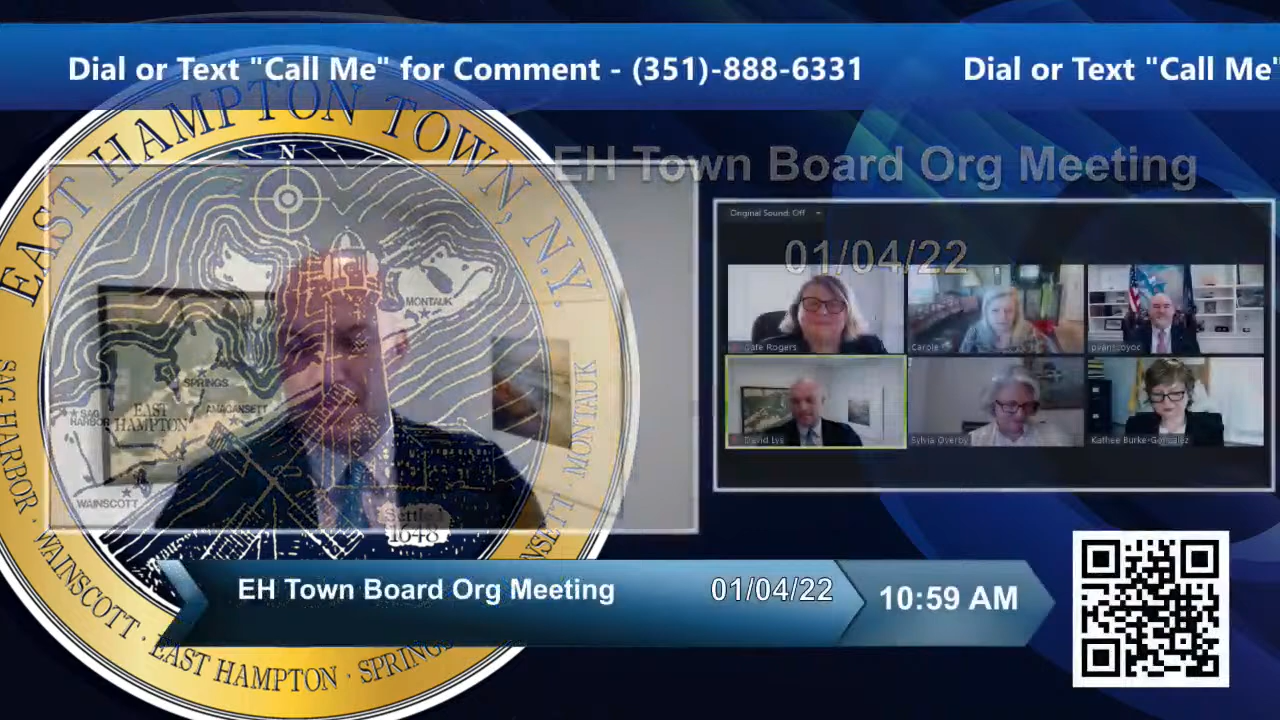 Dial or Text "Call Me" for Comment - (351)-888-6331
Dial or Text "Call Me"
EAST HAMPTON TOWN, N.Y.
N
EH Town Board Org Meeting
01/04/22
Original Sound: Off
MONTAUK
SPRINGS
SAG HARBOR
EAST HAMPTON
AMAGANSETT
WAINSCOTT
Settled
1648
SAG HARBOR · WAINSCOTT · EAST HAMPTON · SPRINGS
MONTAUK
Cate Rogers
Carole
pvanscoyoc
David Lys
Sylvia Overby
Kathee Burke-Gonzalez
EH Town Board Org Meeting
01/04/22
10:59 AM